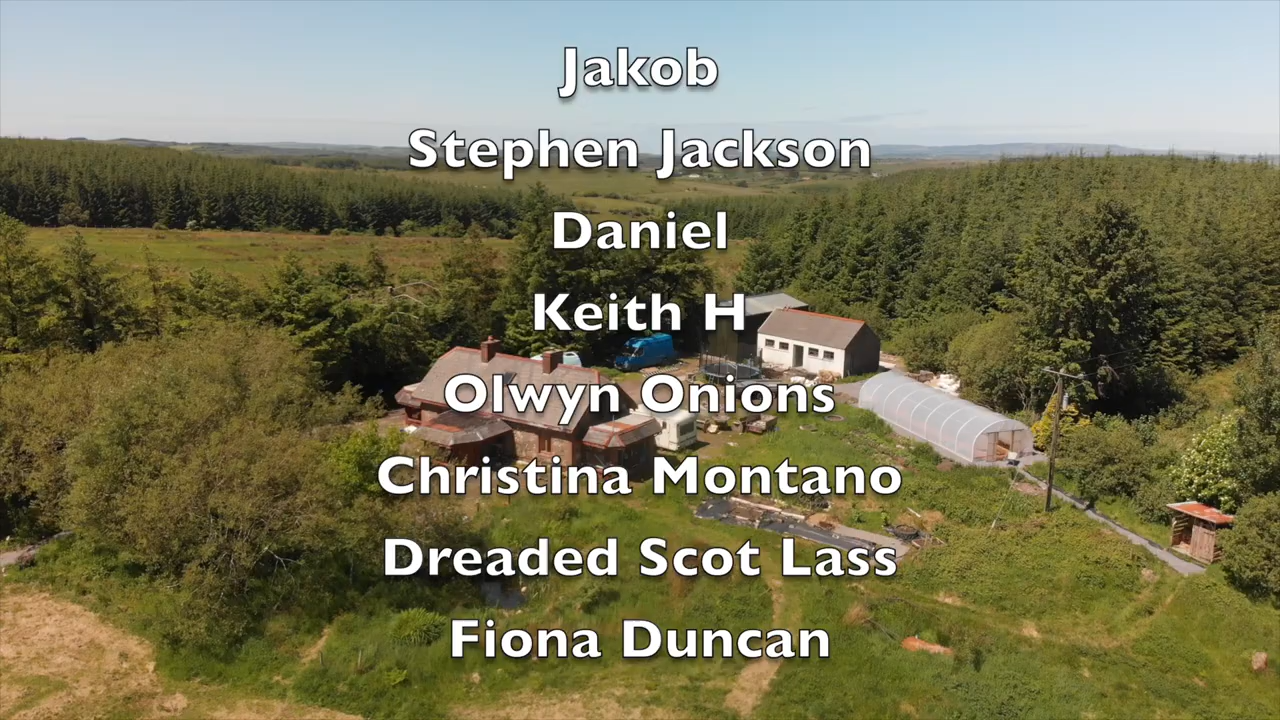 Jakob
Stephen Jackson
Daniel
Keith H
Olwyn Onions
Christina Montano
Dreaded Scot Lass
Fiona Duncan